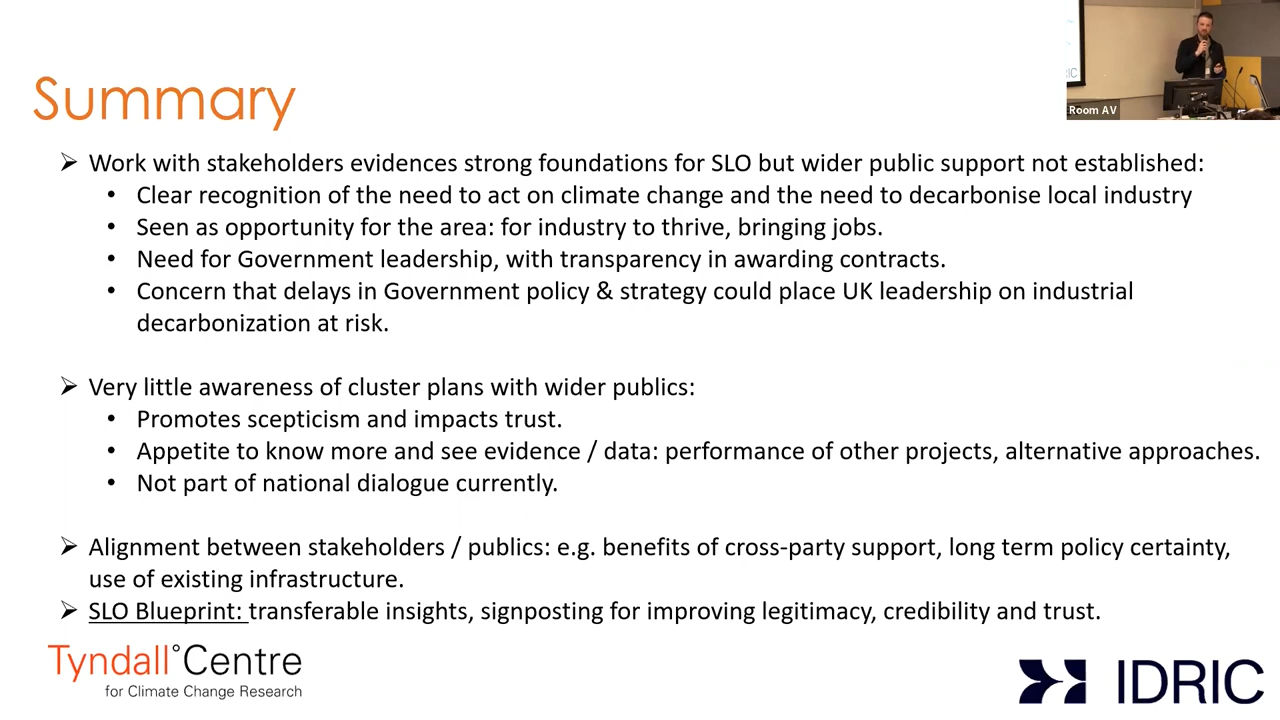 Summary
➢ Work with stakeholders evidences strong foundations for SLO but wider public support not established:
• Clear recognition of the need to act on climate change and the need to decarbonise local industry
• Seen as opportunity for the area: for industry to thrive, bringing jobs.
• Need for Government leadership, with transparency in awarding contracts.
• Concern that delays in Government policy & strategy could place UK leadership on industrial
decarbonization at risk.
➢ Very little awareness of cluster plans with wider publics:
• Promotes scepticism and impacts trust.
• Appetite to know more and see evidence / data: performance of other projects, alternative approaches.
• Not part of national dialogue currently.
➢ Alignment between stakeholders / publics: e.g. benefits of cross-party support, long term policy certainty,
use of existing infrastructure.
➢ SLO Blueprint: transferable insights, signposting for improving legitimacy, credibility and trust.
Tyndall°Centre
for Climate Change Research
IDRIC
Room AV